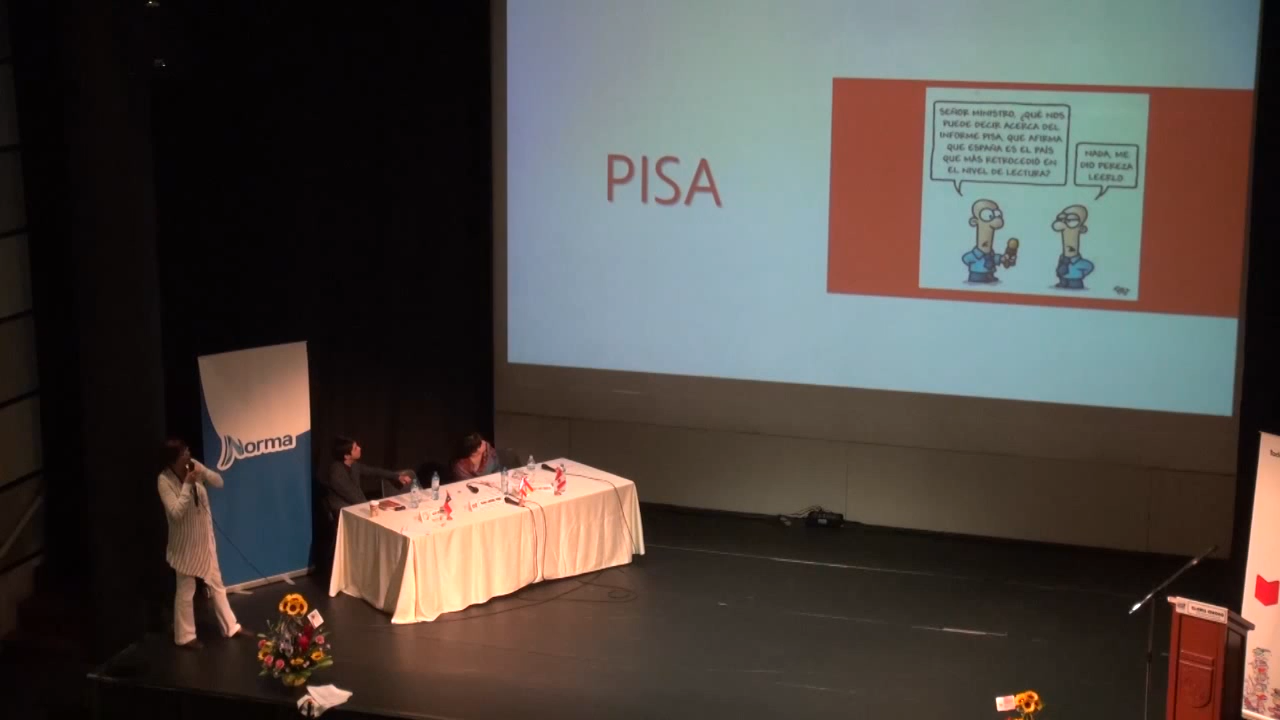 PISA
SEÑOR MINISTRO, ¿QUÉ NOS
PUEDE DECIR ACERCA DEL
INFORME PISA, QUE AFIRMA
QUE ESPAÑA ES EL PAÍS
QUE MÁS RETROCEDIÓ EN
EL NIVEL DE LECTURA?
NADA, ME
DIO PEREZA
LEERLO
Norma